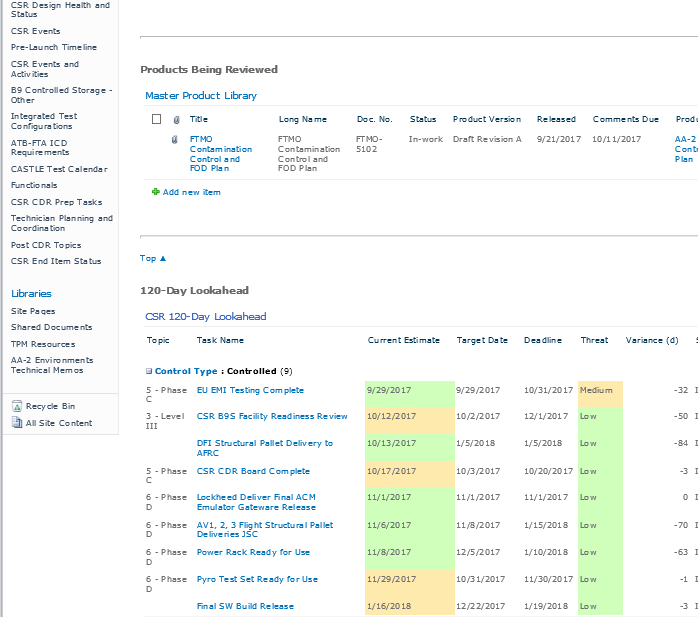 CSR Design Health and
Status
CSR Events
Pre-Launch Timeline
CSR Events and
Activities
B9 Controlled Storage -
Other
Integrated Test
Configurations
ATB-FTA ICD
Requirements
CASTLE Test Calendar
Functionals
CSR CDR Prep Tasks
Technician Planning and
Coordination
Post CDR Topics
CSR End Item Status
Libraries
Site Pages
Shared Documents
TPM Resources
AA-2 Environments
Technical Memos
Recycle Bin
All Site Content
Products Being Reviewed
Master Product Library
Title Long Name Doc. No. Status Product Version Released Comments Due Produ
FTMO FTMO FTMO- In-work Draft Revision A 9/21/2017 10/11/2017 AA-2
Contamination Contamination 5102 Contr
Control and Control and Plan
FOD Plan FOD Plan
Add new item
Top ▲
120-Day Lookahead
CSR 120-Day Lookahead
Topic Task Name Current Estimate Target Date Deadline Threat Variance (d) S
Control Type : Controlled (9)
5 - Phase EU EMI Testing Complete 9/29/2017 9/29/2017 10/31/2017 Medium -32 I
C
3 - Level CSR B9S Facility Readiness Review 10/12/2017 10/2/2017 12/1/2017 Low -50 I
III
DFI Structural Pallet Delivery to 10/13/2017 1/5/2018 1/5/2018 Low -84 I
AFRC
5 - Phase CSR CDR Board Complete 10/17/2017 10/3/2017 10/20/2017 Low -3 I
C
6 - Phase Lockheed Deliver Final ACM 11/1/2017 11/1/2017 11/1/2017 Low 0 I
D Emulator Gateware Release
6 - Phase AV1, 2, 3 Flight Structural Pallet 11/6/2017 11/8/2017 1/15/2018 Low -70 I
D Deliveries JSC
6 - Phase Power Rack Ready for Use 11/8/2017 12/5/2017 1/10/2018 Low -63 I
D
6 - Phase Pyro Test Set Ready for Use 11/29/2017 10/31/2017 11/30/2017 Low -1 I
D
Final SW Build Release 1/16/2018 12/22/2017 1/19/2018 Low -3 I